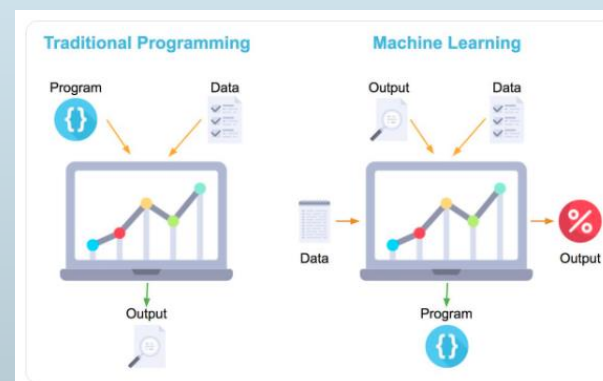 Traditional Programming
Program
Data
Output
Machine Learning
Output
Data
Data
Output
Program